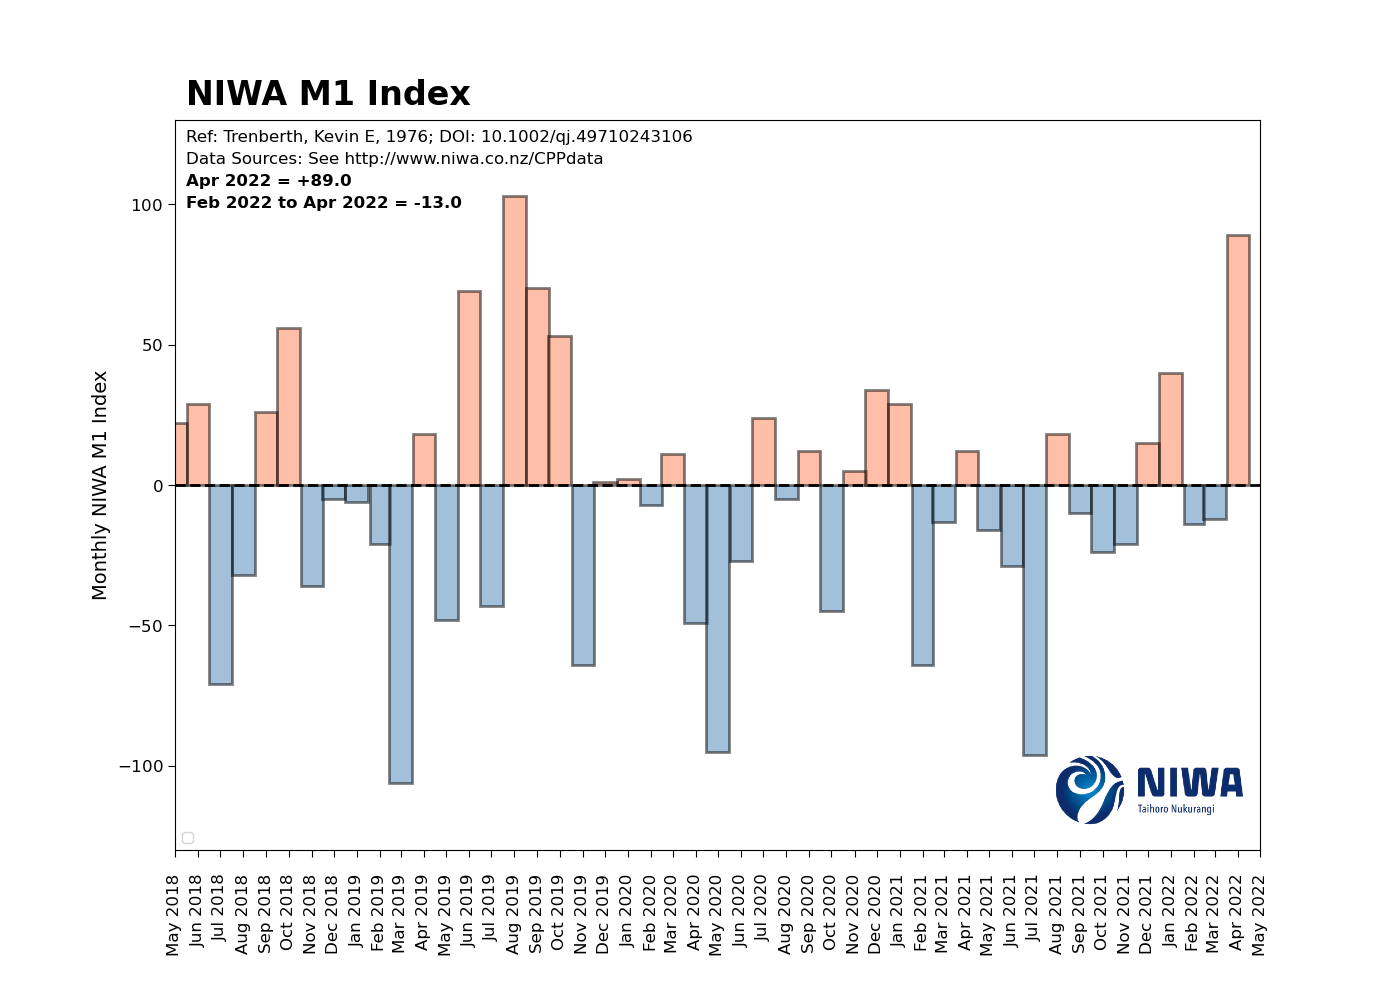 NIWA M1 Index
Ref: Trenberth, Kevin E, 1976; DOI: 10.1002/qj.49710243106
Data Sources: See http://www.niwa.co.nz/CPPdata
Apr 2022 = +89.0
Feb 2022 to Apr 2022 = -13.0
Monthly NIWA M1 Index
100
50
0
−50
−100
NIWA
Taihoro Nukurangi
May 2018
Jun 2018
Jul 2018
Aug 2018
Sep 2018
Oct 2018
Nov 2018
Dec 2018
Jan 2019
Feb 2019
Mar 2019
Apr 2019
May 2019
Jun 2019
Jul 2019
Aug 2019
Sep 2019
Oct 2019
Nov 2019
Dec 2019
Jan 2020
Feb 2020
Mar 2020
Apr 2020
May 2020
Jun 2020
Jul 2020
Aug 2020
Sep 2020
Oct 2020
Nov 2020
Dec 2020
Jan 2021
Feb 2021
Mar 2021
Apr 2021
May 2021
Jun 2021
Jul 2021
Aug 2021
Sep 2021
Oct 2021
Nov 2021
Dec 2021
Jan 2022
Feb 2022
Mar 2022
Apr 2022
May 2022